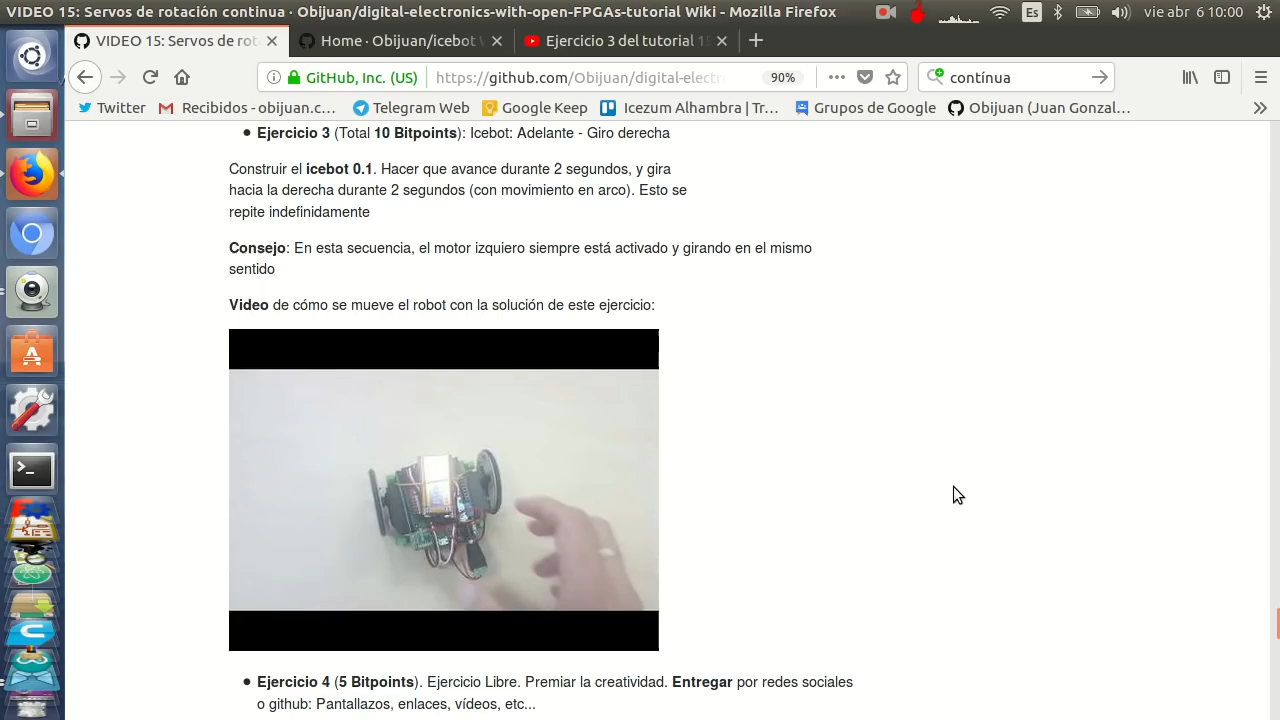 VIDEO 15: Servos de rotación continua · Obijuan/digital-electronics-with-open-FPGAs-tutorial Wiki - Mozilla Firefox
Es
vie abr 6 10:00
VIDEO 15: Servos de rot
Home · Obijuan/icebot
Ejercicio 3 del tutorial
GitHub, Inc. (US)
https://github.com/Obijuan/digital-electr
90%
contínua
Twitter
Recibidos - obijuan.c...
Telegram Web
Google Keep
Icezum Alhambra | Tr...
Grupos de Google
Obijuan (Juan Gonzal...
• Ejercicio 3 (Total 10 Bitpoints): Icebot: Adelante - Giro derecha
Construir el icebot 0.1. Hacer que avance durante 2 segundos, y gira
hacia la derecha durante 2 segundos (con movimiento en arco). Esto se
repite indefinidamente
Consejo: En esta secuencia, el motor izquiero siempre está activado y girando en el mismo
sentido
Video de cómo se mueve el robot con la solución de este ejercicio:
• Ejercicio 4 (5 Bitpoints). Ejercicio Libre. Premiar la creatividad. Entregar por redes sociales
o github: Pantallazos, enlaces, vídeos, etc...